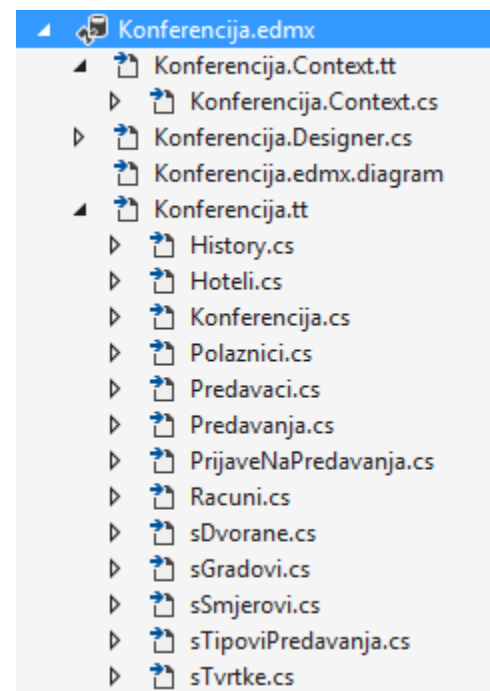 Konferencija.edmx
Konferencija.Context.tt
Konferencija.Context.cs
Konferencija.Designer.cs
Konferencija.edmx.diagram
Konferencija.tt
History.cs
Hoteli.cs
Konferencija.cs
Polaznici.cs
Predavaci.cs
Predavanja.cs
PrijaveNaPredavanja.cs
Racuni.cs
sDvorane.cs
sGradovi.cs
sSmjerovi.cs
sTipoviPredavanja.cs
sTvrtke.cs